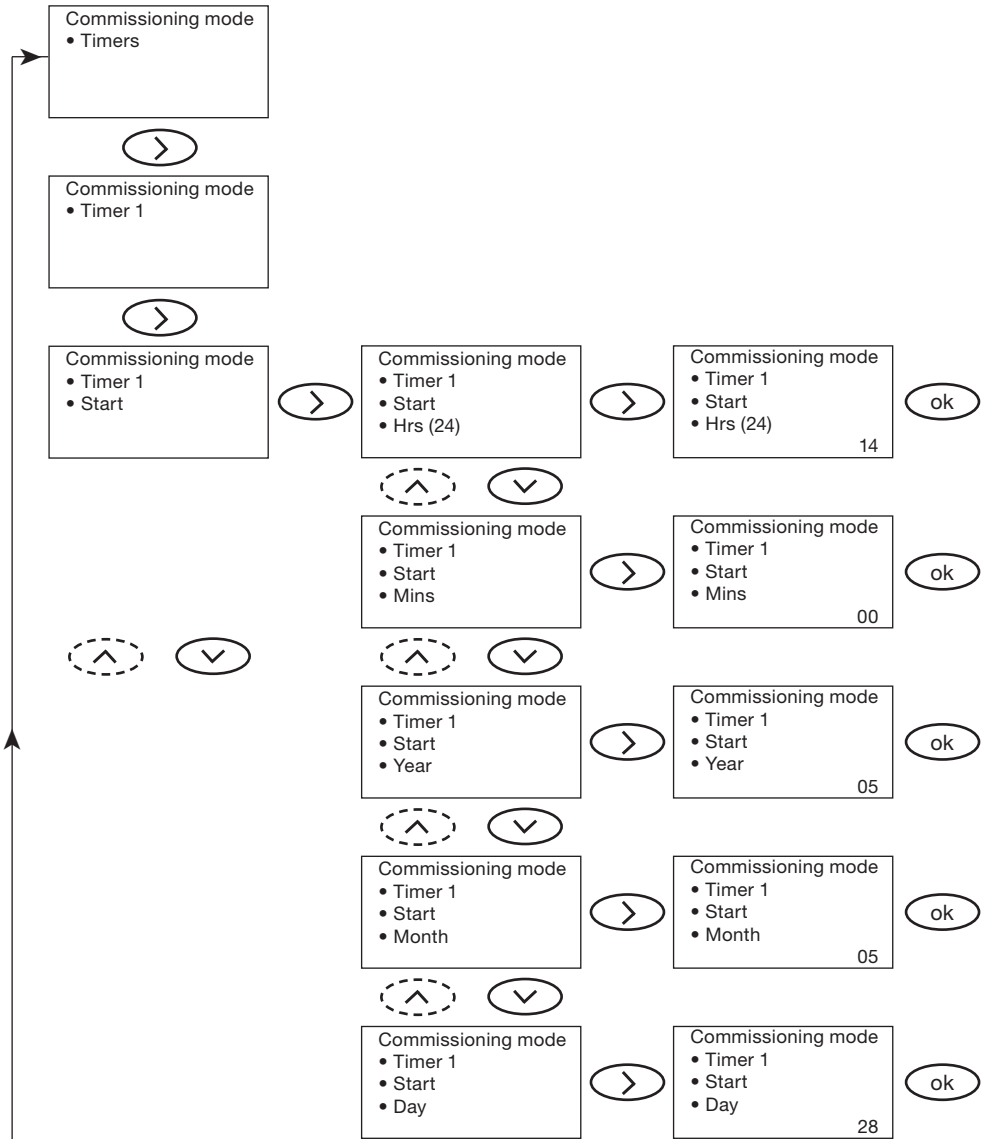 Commissioning mode
• Timers
Commissioning mode
• Timer 1
Commissioning mode
• Timer 1
• Start
Commissioning mode
• Timer 1
• Start
• Hrs (24)
Commissioning mode
• Timer 1
• Start
• Hrs (24)
14
ok
Commissioning mode
• Timer 1
• Start
• Mins
Commissioning mode
• Timer 1
• Start
• Mins
00
ok
Commissioning mode
• Timer 1
• Start
• Year
Commissioning mode
• Timer 1
• Start
• Year
05
ok
Commissioning mode
• Timer 1
• Start
• Month
Commissioning mode
• Timer 1
• Start
• Month
05
ok
Commissioning mode
• Timer 1
• Start
• Day
Commissioning mode
• Timer 1
• Start
• Day
28
ok